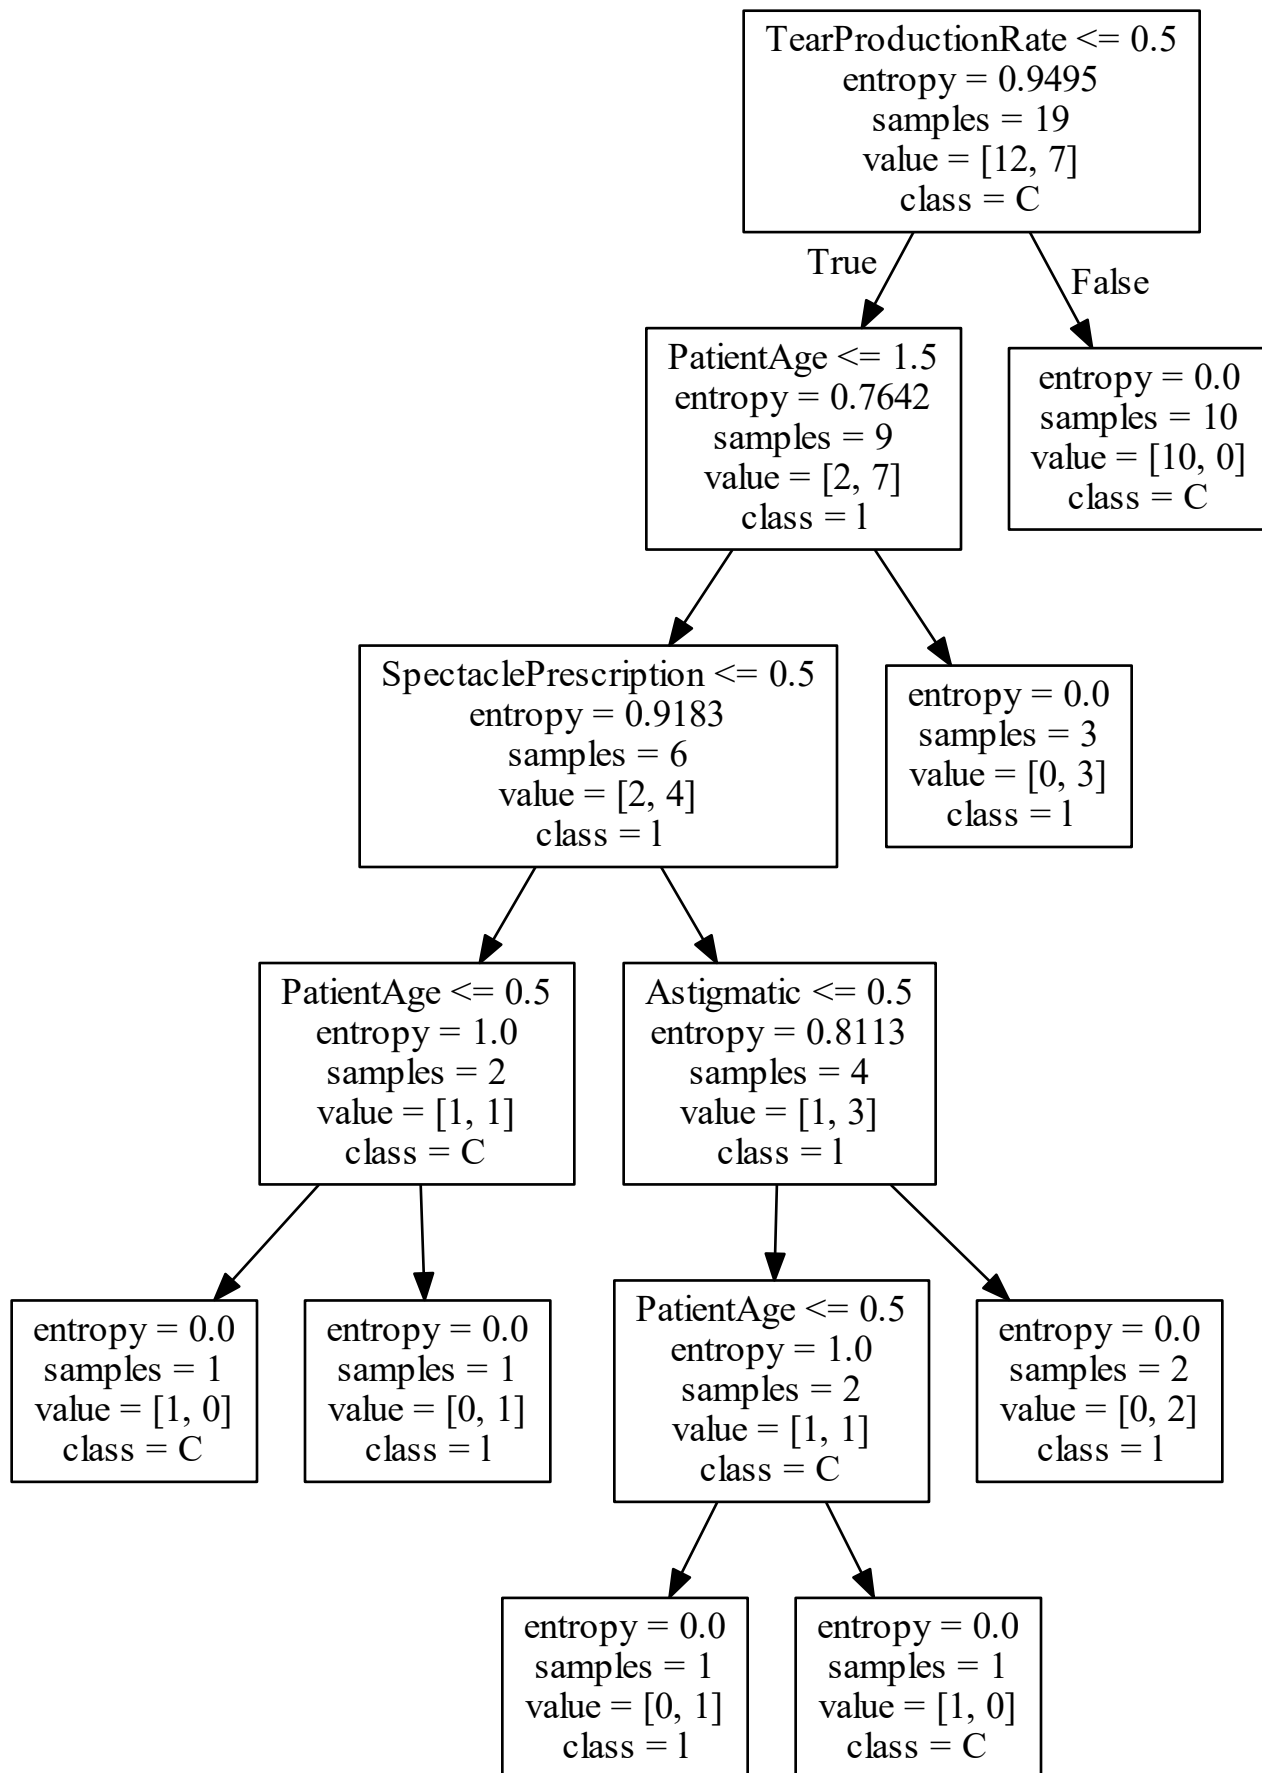 TearProductionRate <= 0.5
entropy = 0.9495
samples = 19
value = [12, 7]
class = C
True
False
PatientAge <= 1.5
entropy = 0.7642
samples = 9
value = [2, 7]
class = l
entropy = 0.0
samples = 10
value = [10, 0]
class = C
SpectaclePrescription <= 0.5
entropy = 0.9183
samples = 6
value = [2, 4]
class = l
entropy = 0.0
samples = 3
value = [0, 3]
class = l
PatientAge <= 0.5
entropy = 1.0
samples = 2
value = [1, 1]
class = C
Astigmatic <= 0.5
entropy = 0.8113
samples = 4
value = [1, 3]
class = l
entropy = 0.0
samples = 1
value = [1, 0]
class = C
entropy = 0.0
samples = 1
value = [0, 1]
class = l
PatientAge <= 0.5
entropy = 1.0
samples = 2
value = [1, 1]
class = C
entropy = 0.0
samples = 2
value = [0, 2]
class = l
entropy = 0.0
samples = 1
value = [0, 1]
class = l
entropy = 0.0
samples = 1
value = [1, 0]
class = C